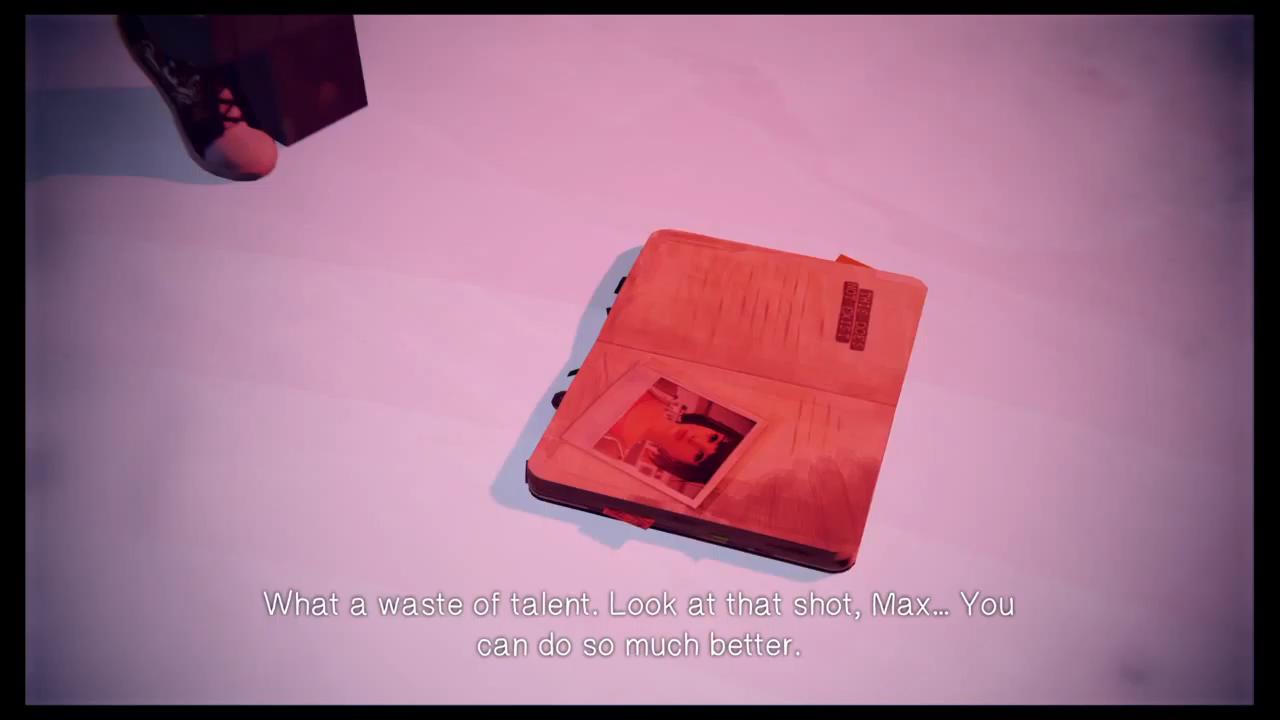 What a waste of talent. Look at that shot, Max... You
can do so much better.